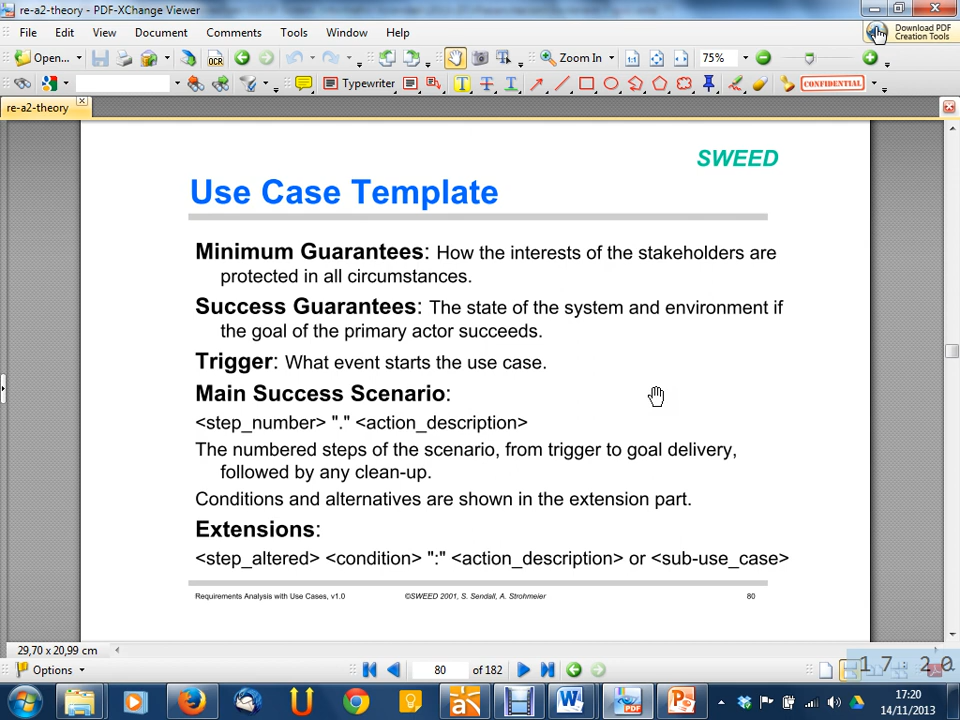 re-a2-theory - PDF-XChange Viewer
File Edit View Document Comments Tools Window Help
Download PDF
Creation Tools
Open... OCR Zoom In 75%
Typewriter CONFIDENTIAL
re-a2-theory
SWEED
Use Case Template
Minimum Guarantees: How the interests of the stakeholders are
protected in all circumstances.
Success Guarantees: The state of the system and environment if
the goal of the primary actor succeeds.
Trigger: What event starts the use case.
Main Success Scenario:
<step_number> "." <action_description>
The numbered steps of the scenario, from trigger to goal delivery,
followed by any clean-up.
Conditions and alternatives are shown in the extension part.
Extensions:
<step_altered> <condition> ":" <action_description> or <sub-use_case>
Requirements Analysis with Use Cases, v1.0 ©SWEED 2001, S. Sendall, A. Strohmeier 80
29,70 x 20,99 cm
Options 80 of 182
17:20
17:20
14/11/2013